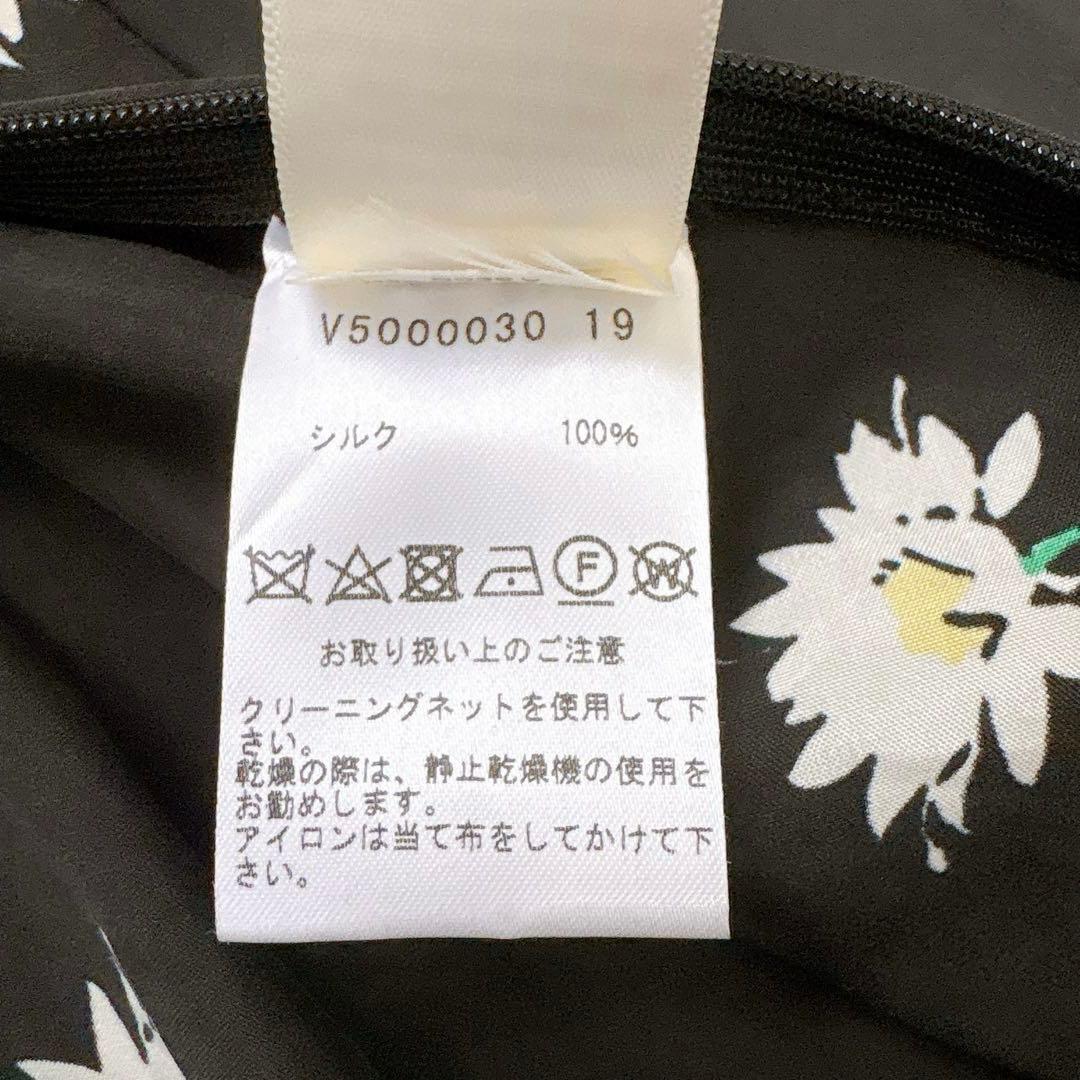 V5000030 19
シルク 100%
F W
お取り扱い上のご注意
クリーニングネットを使用して下
さい。
乾燥の際は、静止乾燥機の使用を
お勧めします。
アイロンは当て布をしてかけて下
さい。